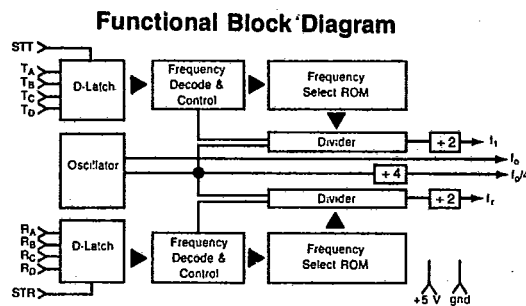 Functional Block Diagram
STT
TA
TB
TC
TD
D-Latch
Frequency
Decode &
Control
Frequency
Select ROM
Divider
÷2
f1
Oscillator
fo
÷4
fo/4
Divider
÷2
fr
RA
RB
RC
RD
D-Latch
Frequency
Decode &
Control
Frequency
Select ROM
STR
+5 V gnd